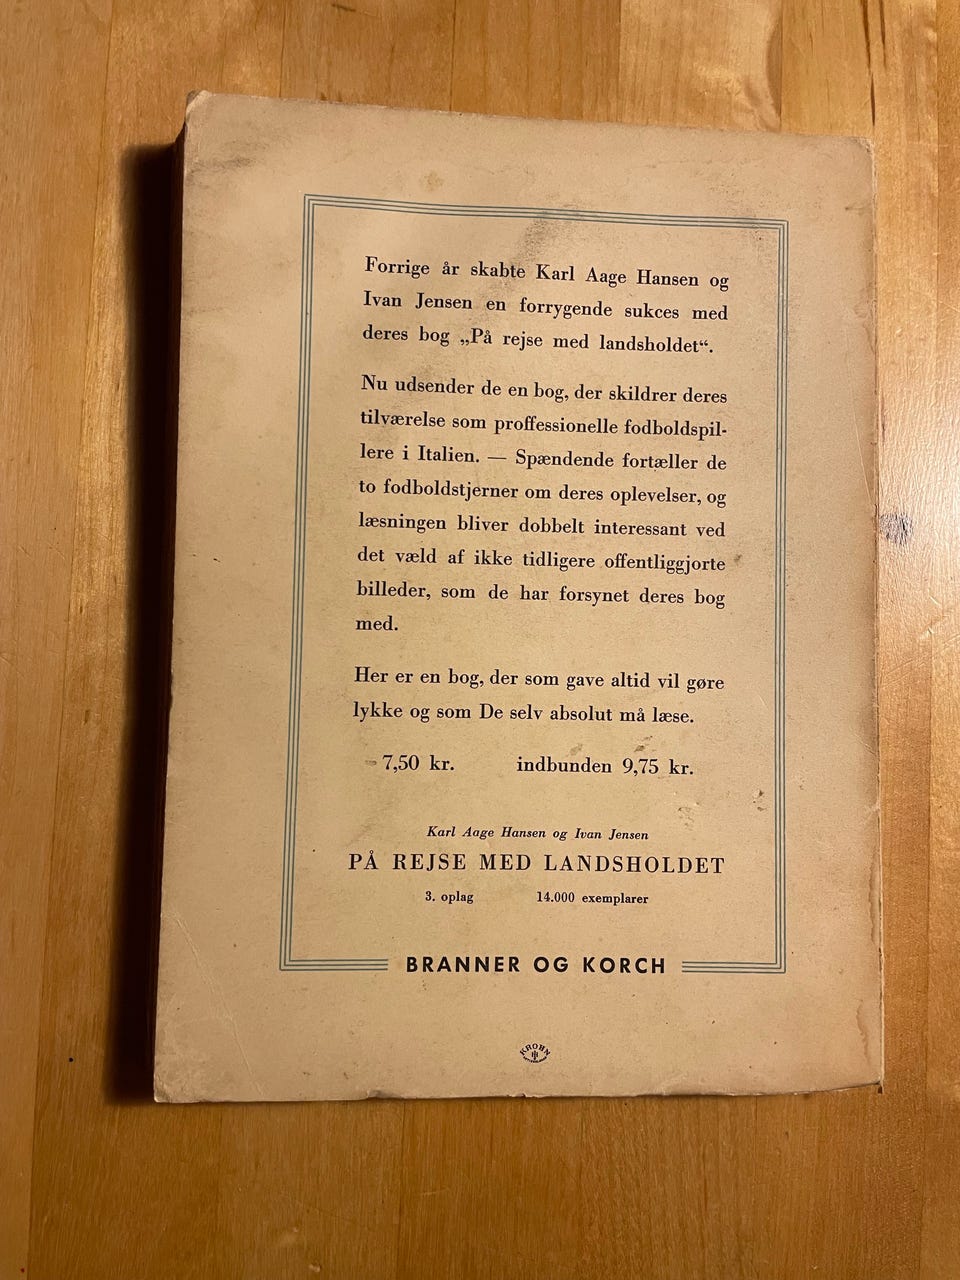 Forrige år skabte Karl Aage Hansen og
Ivan Jensen en forrygende sukces med
deres bog „På rejse med landsholdet“.
Nu udsender de en bog, der skildrer deres
tilværelse som proffessionelle fodboldspil-
lere i Italien. — Spændende fortæller de
to fodboldstjerner om deres oplevelser, og
læsningen bliver dobbelt interessant ved
det væld af ikke tidligere offentliggjorte
billeder, som de har forsynet deres bog
med.
Her er en bog, der som gave altid vil gøre
lykke og som De selv absolut må læse.
7,50 kr. indbunden 9,75 kr.
Karl Aage Hansen og Ivan Jensen
PÅ REJSE MED LANDSHOLDET
3. oplag 14.000 exemplarer
BRANNER OG KORCH
KROHN